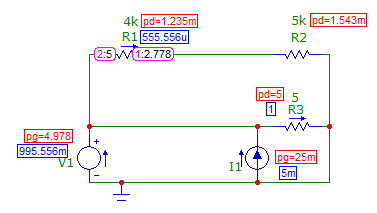 4k pd=1.235m
R1 555.556u
5k pd=1.543m
R2
2:5 1:2.778
pd=5 5
1 R3
pg=4.978 +
995.556m
V1 -
I1 pg=25m
5m